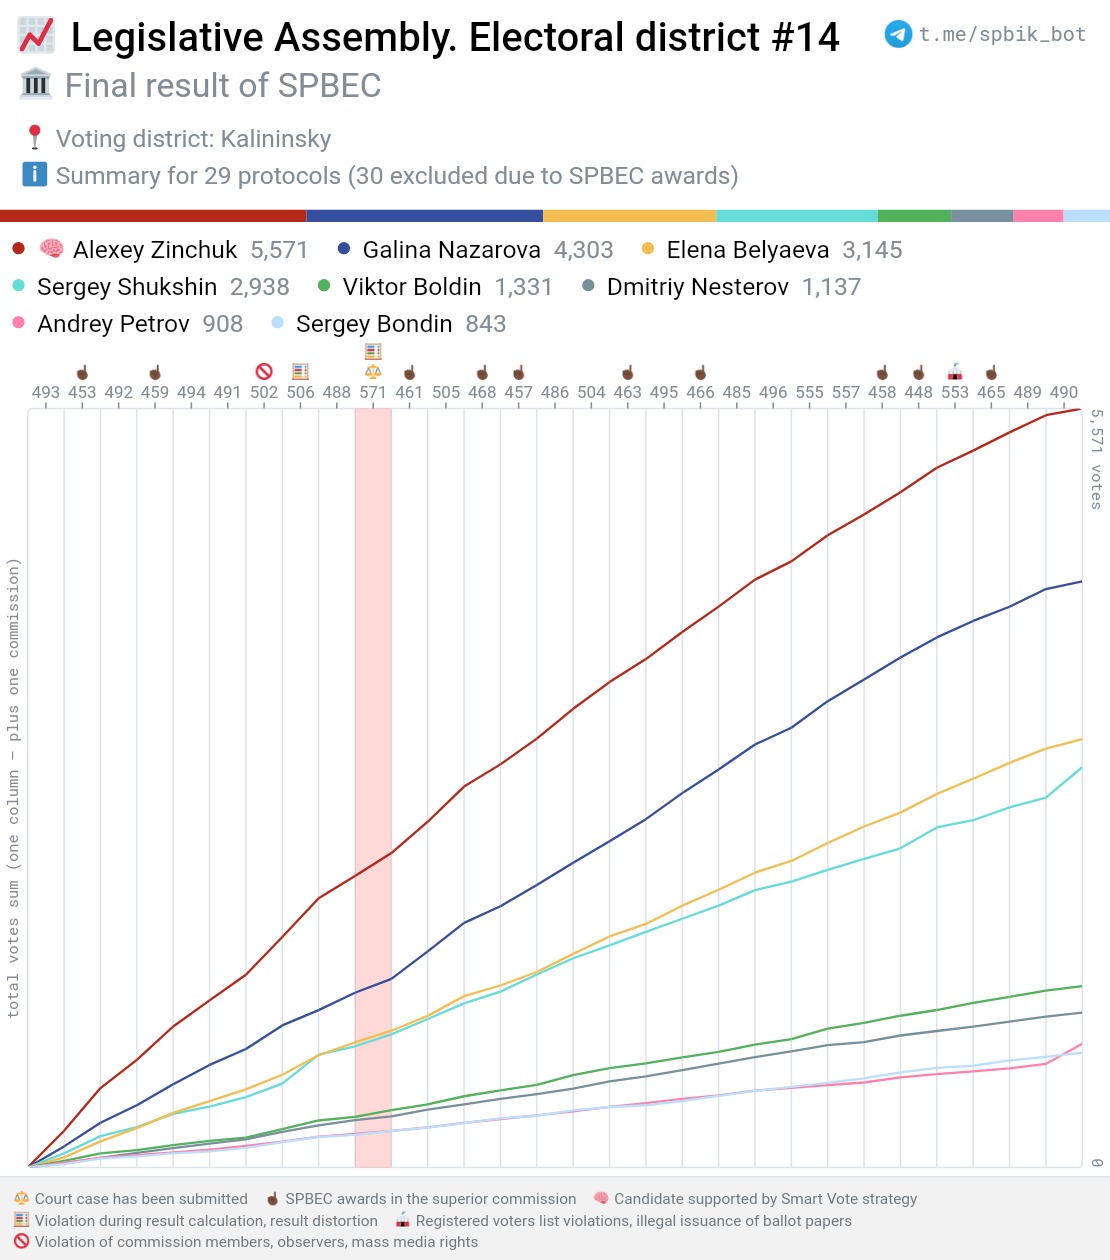 Legislative Assembly. Electoral district #14
t.me/spbik_bot
Final result of SPBEC
Voting district: Kalininsky
Summary for 29 protocols (30 excluded due to SPBEC awards)
Alexey Zinchuk 5,571 Galina Nazarova 4,303 Elena Belyaeva 3,145
Sergey Shukshin 2,938 Viktor Boldin 1,331 Dmitriy Nesterov 1,137
Andrey Petrov 908 Sergey Bondin 843
493 453 492 459 494 491 502 506 488 571 461 505 468 457 486 504 463 495 466 485 496 555 557 458 448 553 465 489 490
5,571 votes
total votes sum (one column – plus one commission)
0
Court case has been submitted SPBEC awards in the superior commission Candidate supported by Smart Vote strategy
Violation during result calculation, result distortion Registered voters list violations, illegal issuance of ballot papers
Violation of commission members, observers, mass media rights